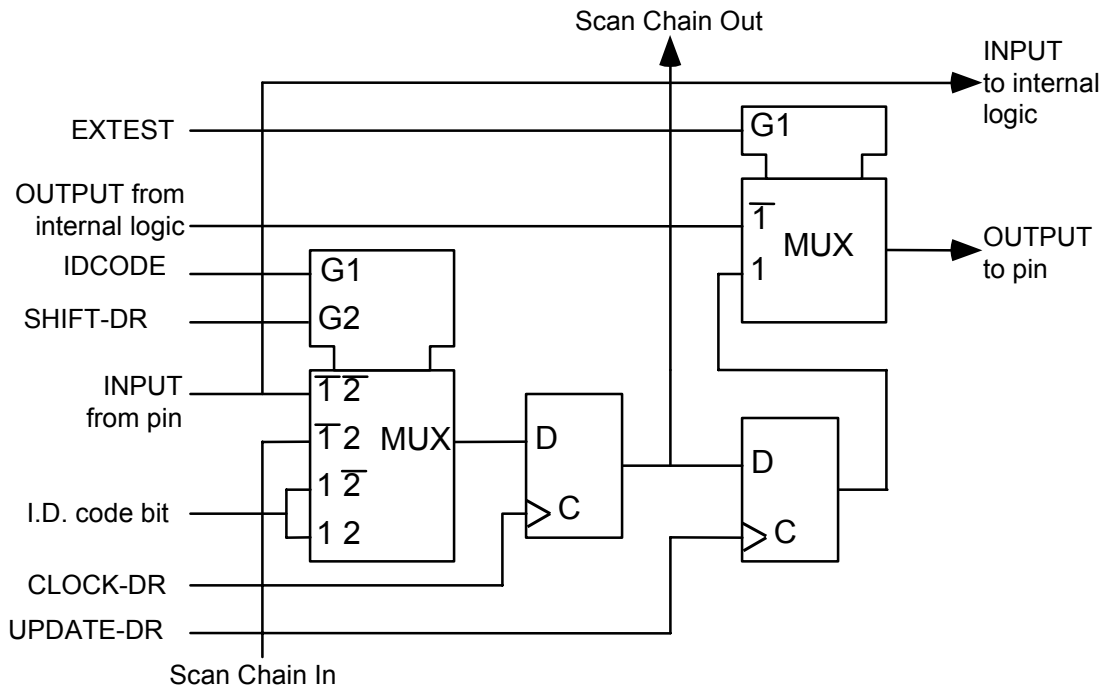 Scan Chain Out
INPUT
to internal
logic
EXTEST
G1
OUTPUT from
internal logic
1̅
MUX
1
OUTPUT
to pin
IDCODE
G1
SHIFT-DR
G2
INPUT
from pin
1̅ 2̅
1̅ 2
MUX
1 2̅
1 2
D
C
D
C
I.D. code bit
CLOCK-DR
UPDATE-DR
Scan Chain In